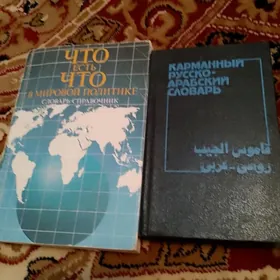 ЧТО
ЕСТЬ
ЧТО
В МИРОВОЙ ПОЛИТИКЕ
СЛОВАРЬ-СПРАВОЧНИК
КАРМАННЫЙ
РУССКО-
АРАБСКИЙ
СЛОВАРЬ
قاموس الجيب
روسي-عربي